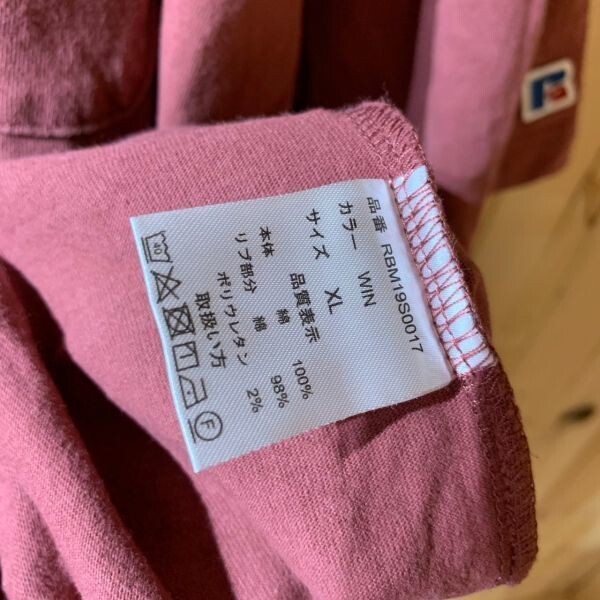 品番 RBM19S0017
カラー WIN
サイズ XL
品質表示
本体 綿 100%
リブ部分 綿 98%
ポリウレタン 2%
取扱い方
40
F
R